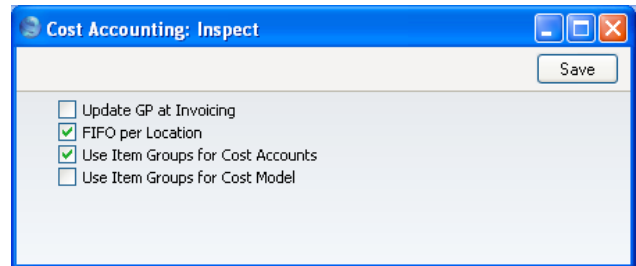 Cost Accounting: Inspect
Save
Update GP at Invoicing
FIFO per Location
Use Item Groups for Cost Accounts
Use Item Groups for Cost Model